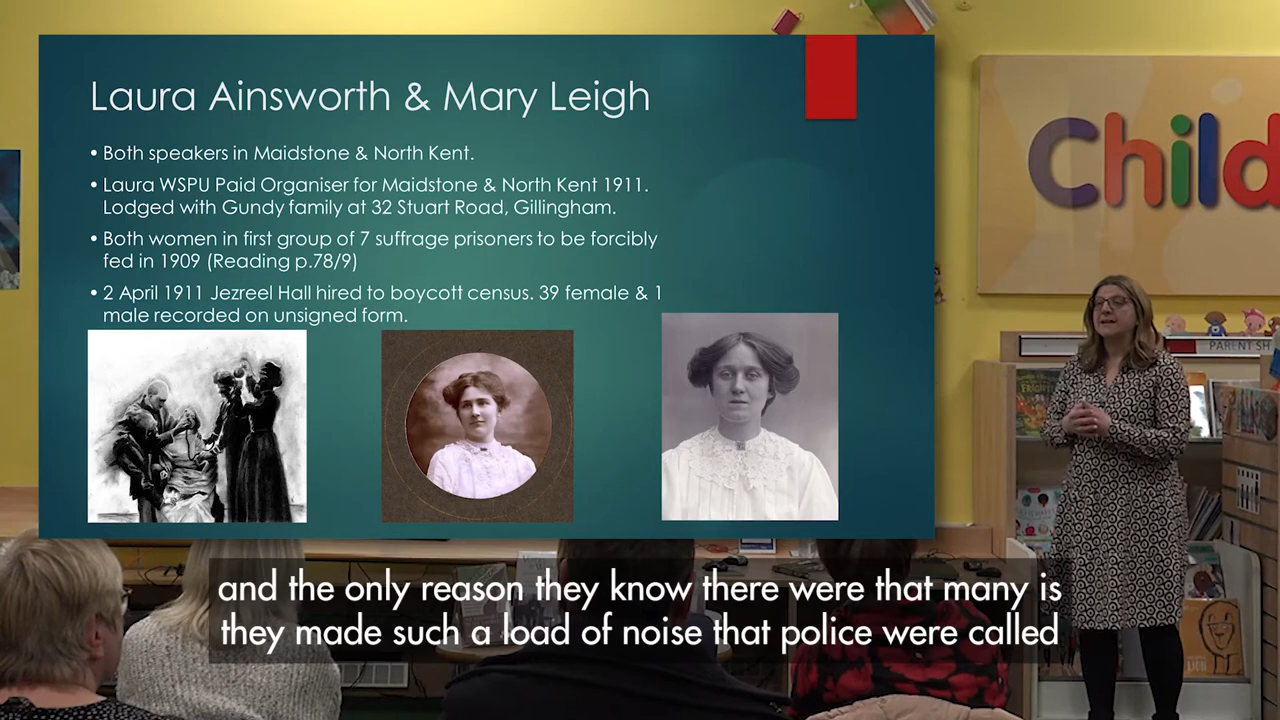 Laura Ainsworth & Mary Leigh
• Both speakers in Maidstone & North Kent.
• Laura WSPU Paid Organiser for Maidstone & North Kent 1911.
Lodged with Gundy family at 32 Stuart Road, Gillingham.
• Both women in first group of 7 suffrage prisoners to be forcibly
fed in 1909 (Reading p.78/9)
• 2 April 1911 Jezreel Hall hired to boycott census. 39 female & 1
male recorded on unsigned form.
Child
PARENT SH
and the only reason they know there were that many is
they made such a load of noise that police were called